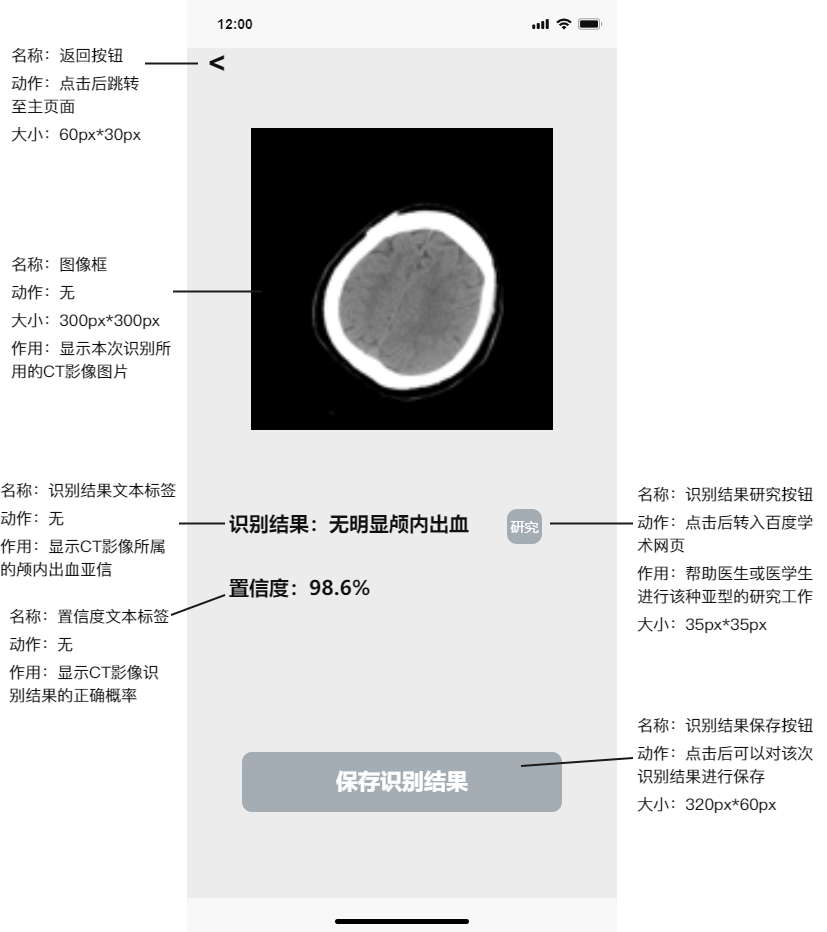 12:00
名称：返回按钮
动作：点击后跳转
至主页面
大小：60px*30px
<
名称：图像框
动作：无
大小：300px*300px
作用：显示本次识别所
用的CT影像图片
名称：识别结果文本标签
动作：无
作用：显示CT影像所属
的颅内出血亚信
识别结果：无明显颅内出血
研究
名称：识别结果研究按钮
动作：点击后转入百度学
术网页
作用：帮助医生或医学生
进行该种亚型的研究工作
大小：35px*35px
置信度：98.6%
名称：置信度文本标签
动作：无
作用：显示CT影像识
别结果的正确概率
保存识别结果
名称：识别结果保存按钮
动作：点击后可以对该次
识别结果进行保存
大小：320px*60px